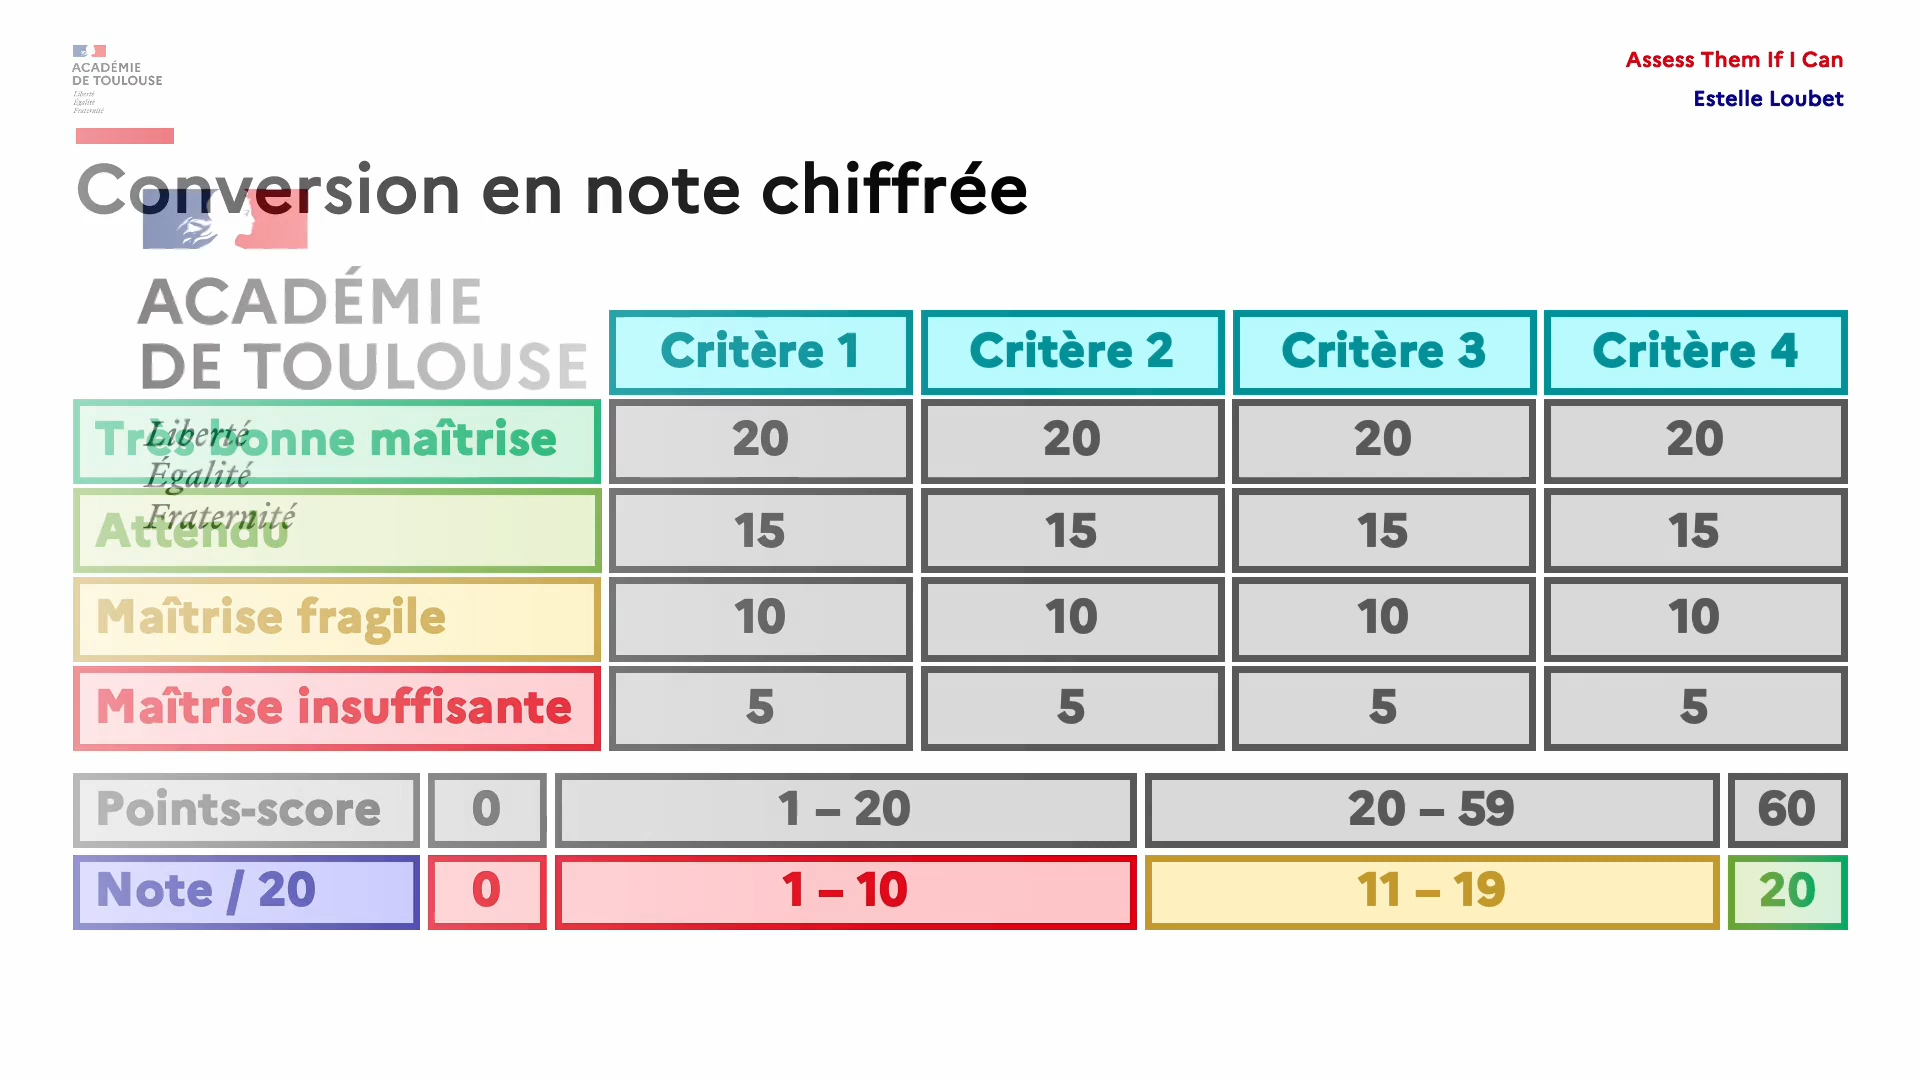 ACADÉMIE
DE TOULOUSE
Liberté
Égalité
Fraternité
Assess Them If I Can
Estelle Loubet
Conversion en note chiffrée
ACADÉMIE
DE TOULOUSE
Liberté
Égalité
Fraternité
Critère 1 Critère 2 Critère 3 Critère 4
Très bonne maîtrise 20 20 20 20
Attendu 15 15 15 15
Maîtrise fragile 10 10 10 10
Maîtrise insuffisante 5 5 5 5
Points-score 0 1 – 20 20 – 59 60
Note / 20 0 1 – 10 11 – 19 20